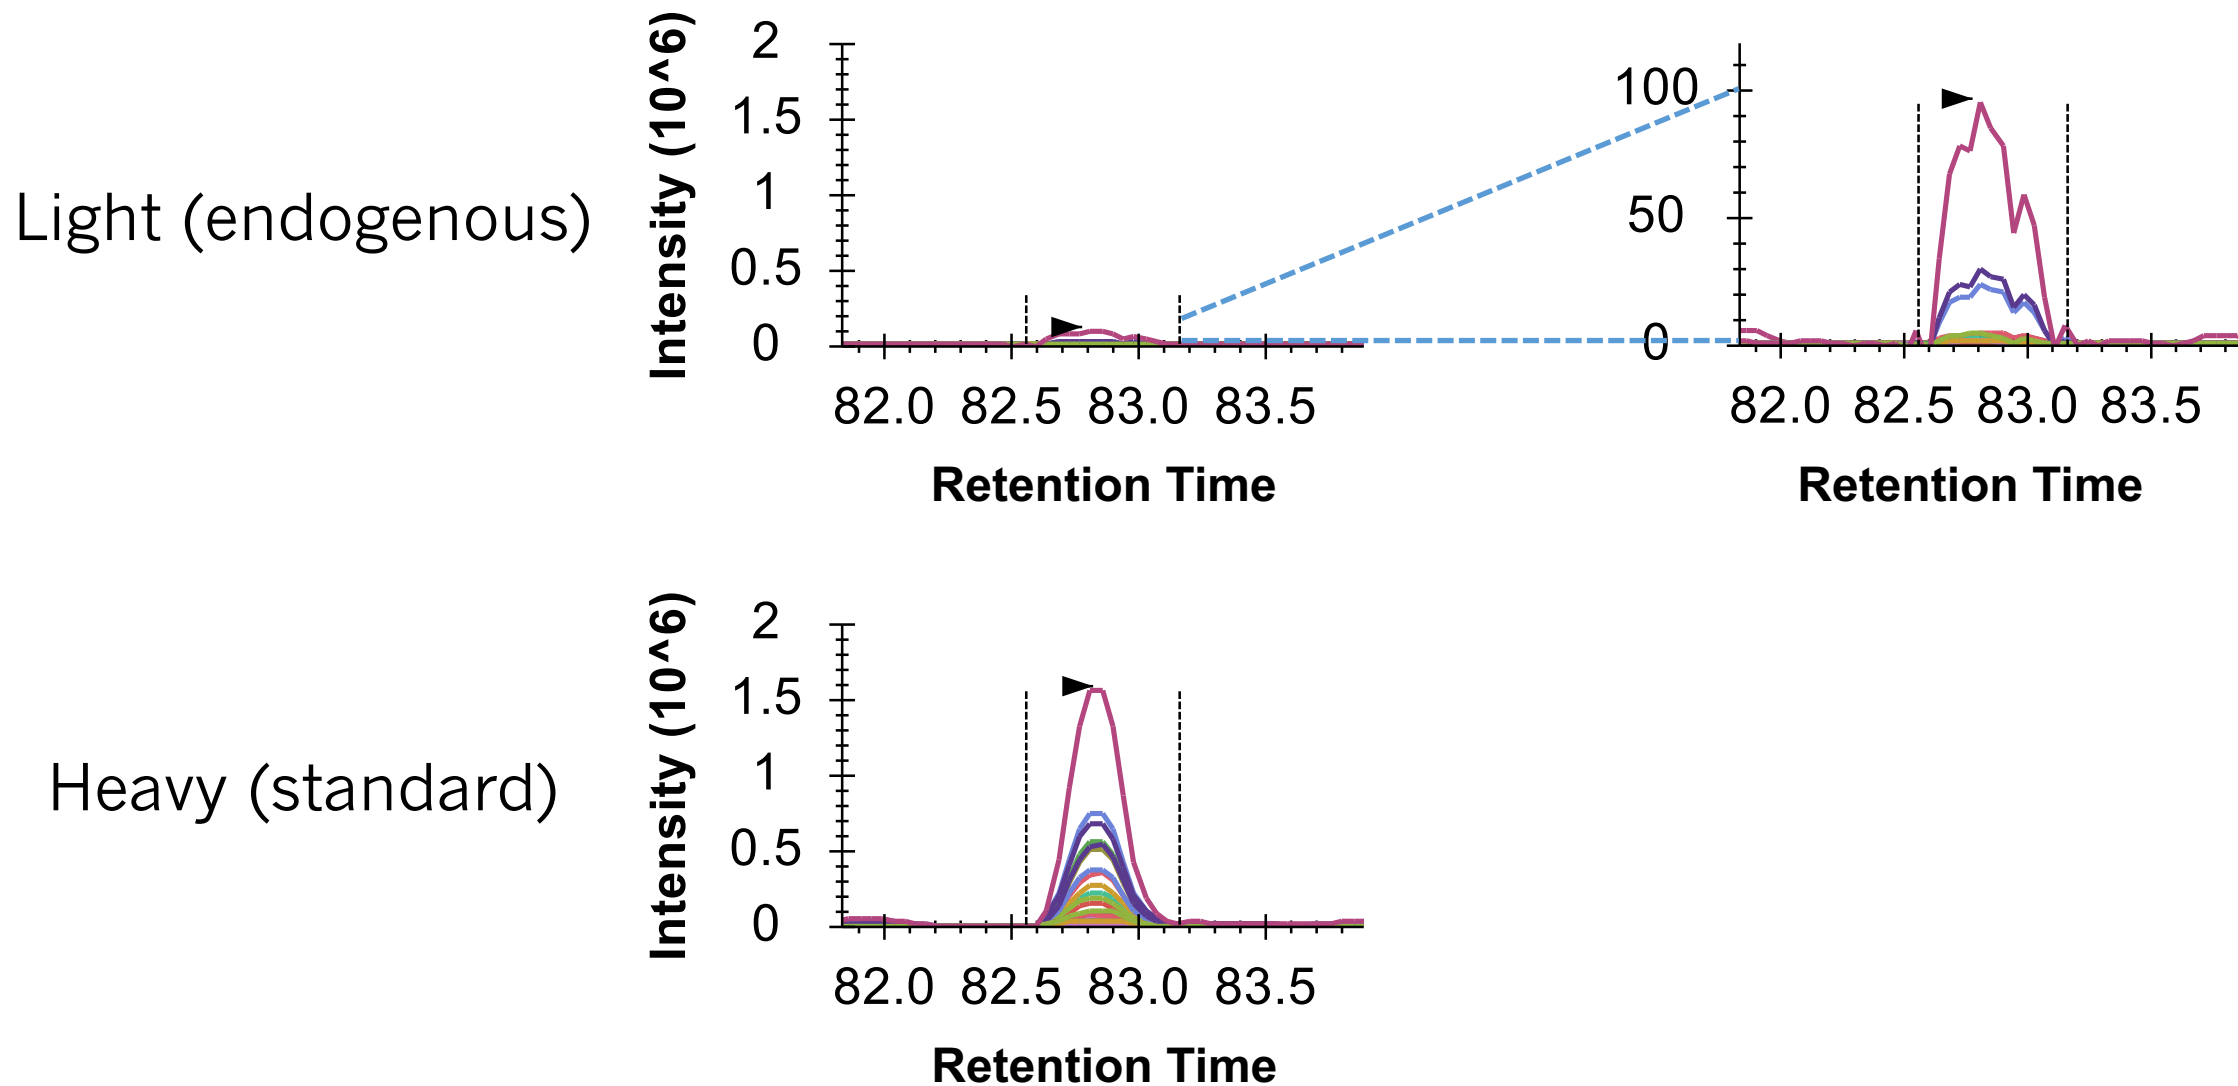 Light (endogenous)
Intensity (10^6)
2
1.5
1
0.5
0
82.0 82.5 83.0 83.5
Retention Time
100
50
0
82.0 82.5 83.0 83.5
Retention Time
Heavy (standard)
Intensity (10^6)
2
1.5
1
0.5
0
82.0 82.5 83.0 83.5
Retention Time